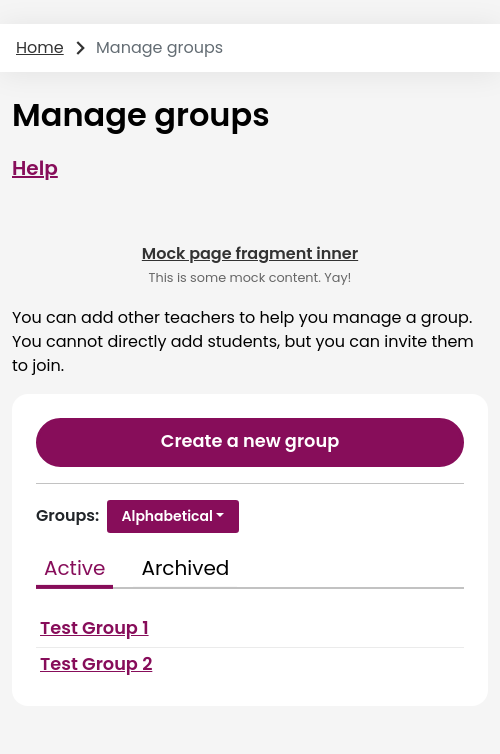 Home Manage groups
Manage groups
Help
Mock page fragment inner
This is some mock content. Yay!
You can add other teachers to help you manage a group.
You cannot directly add students, but you can invite them
to join.
Create a new group
Groups: Alphabetical
Active Archived
Test Group 1
Test Group 2